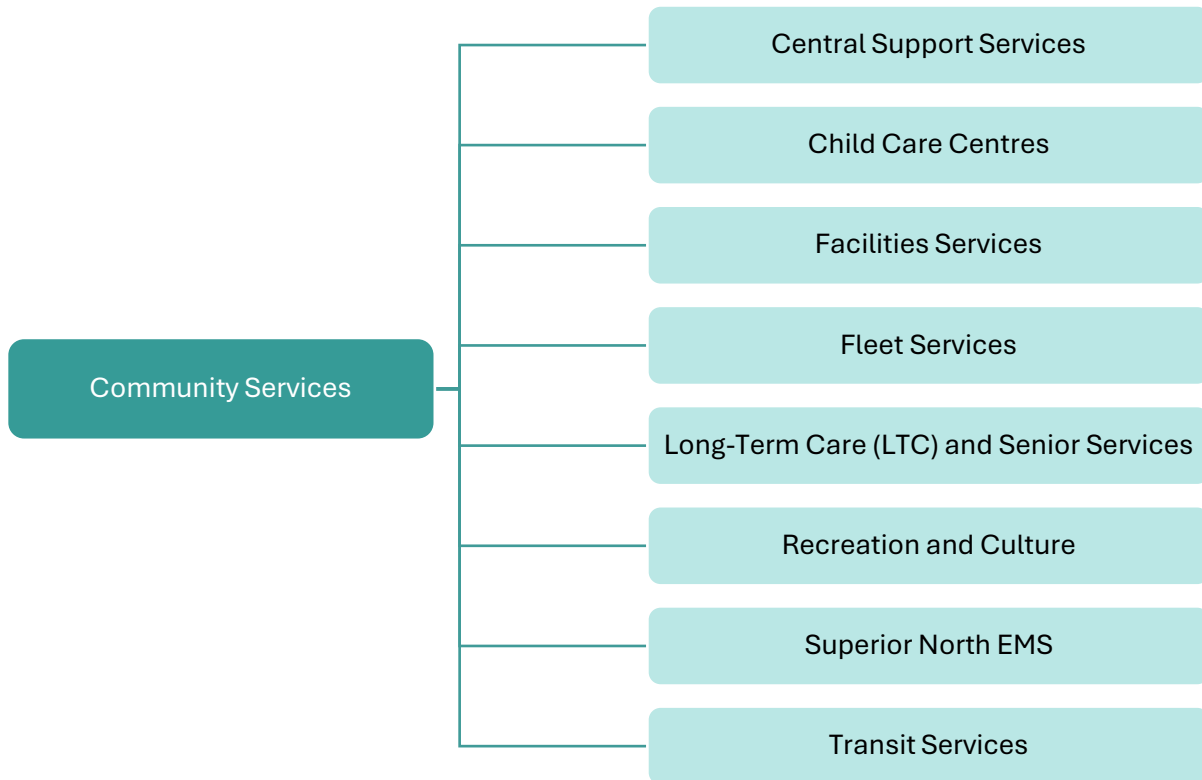 Central Support Services
Child Care Centres
Facilities Services
Fleet Services
Community Services
Long-Term Care (LTC) and Senior Services
Recreation and Culture
Superior North EMS
Transit Services